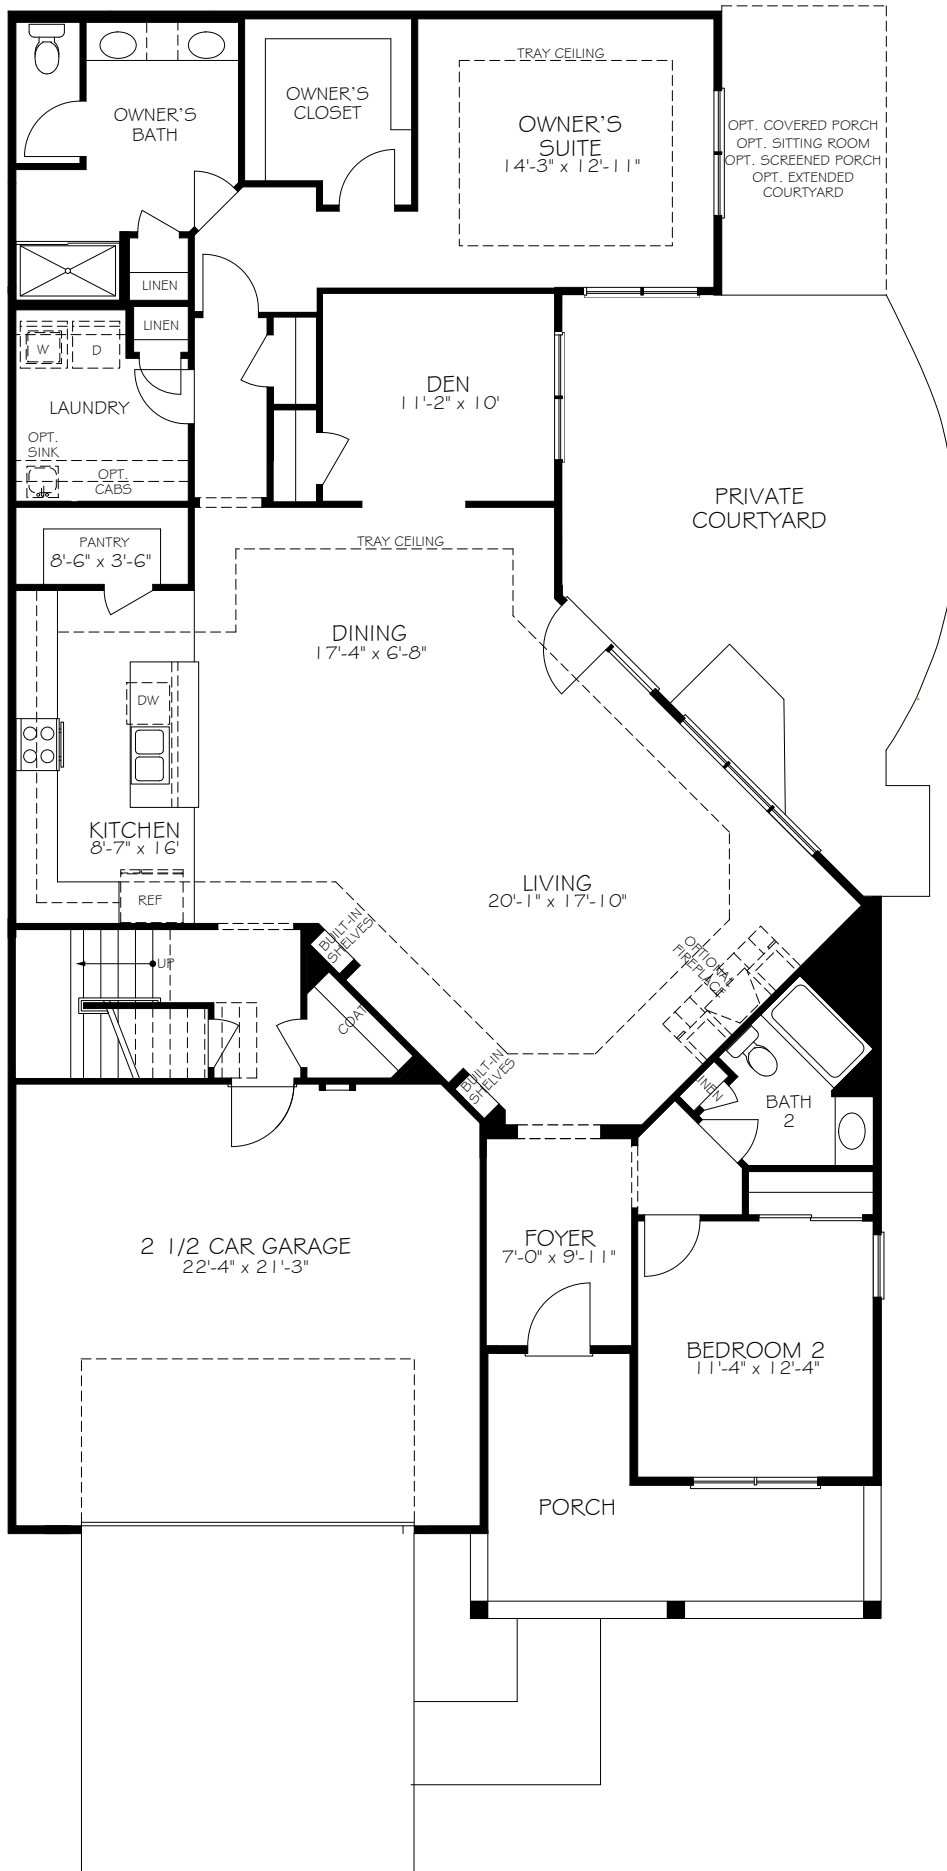 TRAY CEILING
OWNER'S
BATH
OWNER'S
CLOSET
OWNER'S
SUITE
14'-3" x 12'-11"
OPT. COVERED PORCH
OPT. SITTING ROOM
OPT. SCREENED PORCH
OPT. EXTENDED
COURTYARD
LINEN
LINEN
W
D
LAUNDRY
OPT.
SINK
OPT.
CABS
DEN
11'-2" x 10'
PRIVATE
COURTYARD
PANTRY
8'-6" x 3'-6"
TRAY CEILING
DINING
17'-4" x 6'-8"
DW
KITCHEN
8'-7" x 16'
REF
LIVING
20'-1" x 17'-10"
BUILT-IN
SHELVES
OPTIONAL
FIREPLACE
UP
COAT
BUILT-IN
SHELVES
LINEN
BATH
2
2 1/2 CAR GARAGE
22'-4" x 21'-3"
FOYER
7'-0" x 9'-11"
BEDROOM 2
11'-4" x 12'-4"
PORCH